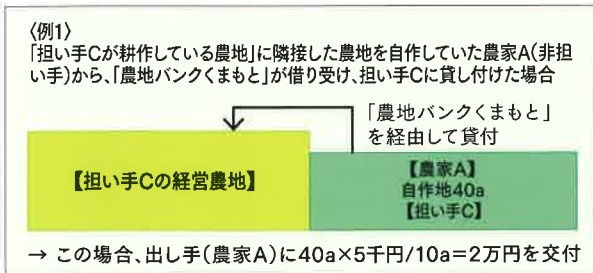 〈例1〉
「担い手Cが耕作している農地」に隣接した農地を自作していた農家A(非担
い手)から、「農地バンクくまもと」が借り受け、担い手Cに貸し付けた場合
「農地バンクくまもと」
を経由して貸付
【担い手Cの経営農地】
【農家A】
自作地40a
【担い手C】
→ この場合、出し手(農家A)に40a×5千円/10a=2万円を交付